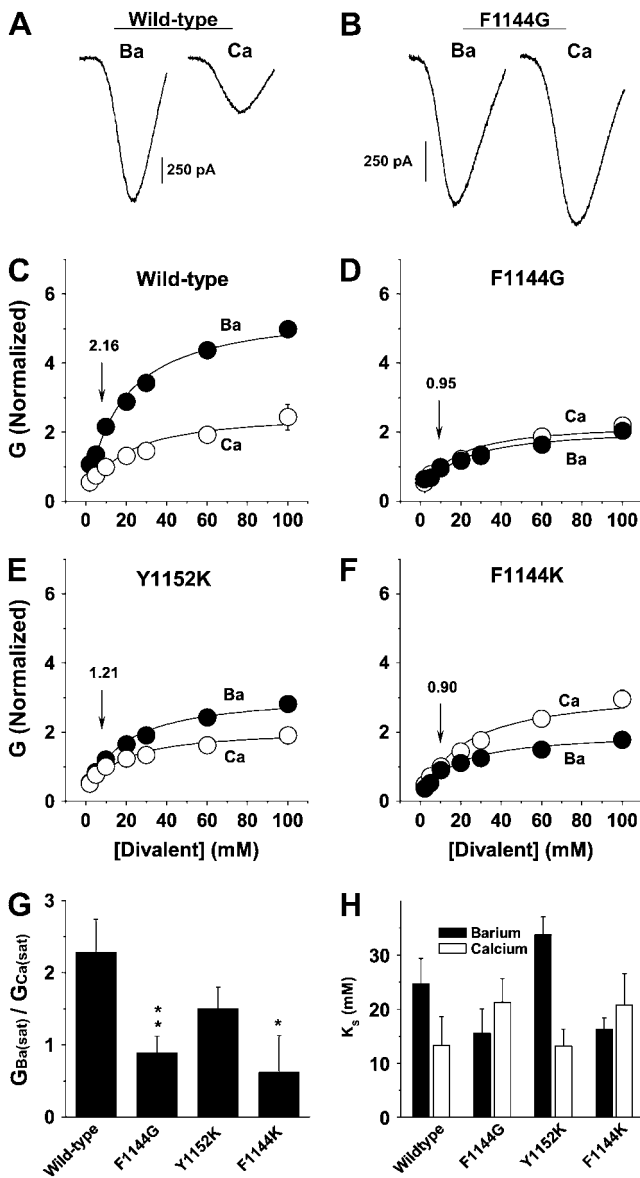 A
Wild-type
Ba
Ca
250 pA
B
F1144G
Ba
Ca
250 pA
C
Wild-type
G (Normalized)
6
4
2
0
2.16
Ba
Ca
0 20 40 60 80 100
D
F1144G
6
4
2
0
0.95
Ca
Ba
0 20 40 60 80 100
E
Y1152K
G (Normalized)
6
4
2
0
1.21
Ba
Ca
0 20 40 60 80 100
[Divalent] (mM)
F
F1144K
6
4
2
0
0.90
Ca
Ba
0 20 40 60 80 100
[Divalent] (mM)
G
GBa(sat) / GCa(sat)
3
2
1
0
*
*
*
Wild-type
F1144G
Y1152K
F1144K
H
Barium
Calcium
Ks (mM)
30
20
10
0
Wildtype
F1144G
Y1152K
F1144K